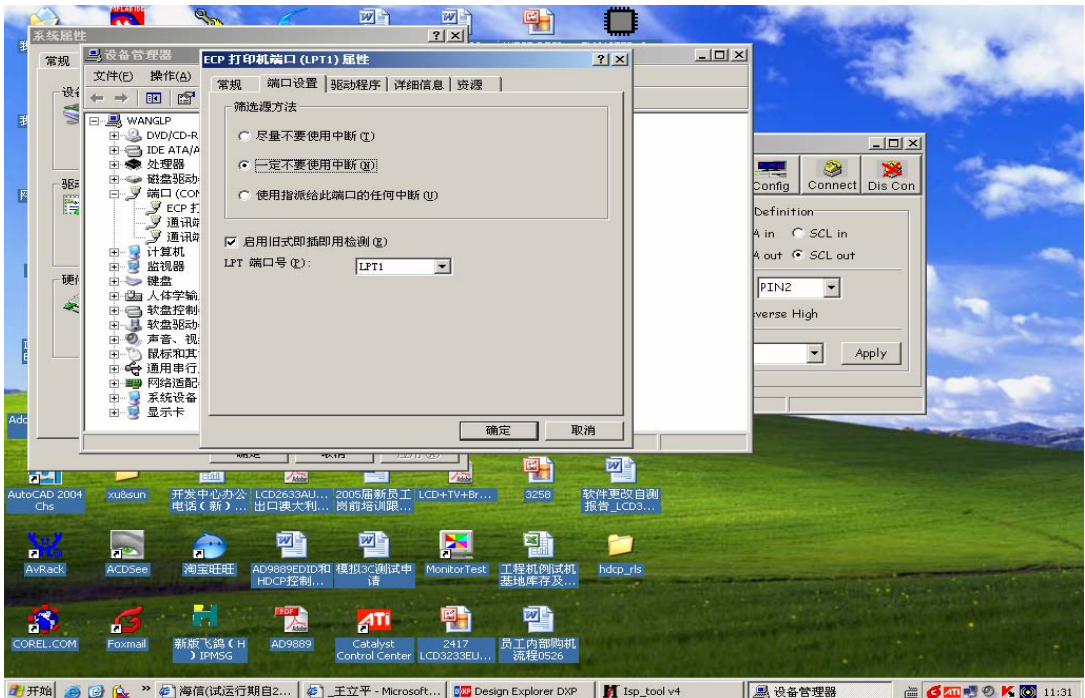 系统属性
常规
设备管理器
文件(F) 操作(A)
WANGLP
DVD/CD-R
IDE ATA/A
处理器
磁盘驱动
端口 (COM
ECP 打
通讯端
通讯端
计算机
监视器
键盘
人体学输
软盘控制
软盘驱动
声音、视
鼠标和其
通用串行
网络适配
系统设备
显示卡
ECP 打印机端口 (LPT1) 属性
常规 端口设置 驱动程序 详细信息 资源
筛选源方法
尽量不要使用中断(T)
一定不要使用中断(N)
使用指派给此端口的任何中断(U)
启用旧式即插即用检测(E)
LPT 端口号(P):
LPT1
确定 取消
Config Connect Dis Con
Definition
A in SCL in
A out SCL out
PIN2
verse High
Apply
AutoCAD 2004 Chs
xu&sun
开发中心办公电话(新)...
LCD2633AU...出口澳大利...
2005届新员工岗前培训跟...
LCD+TV+Br...
3258
软件更改自测报告_LCD3...
AvRack
ACDSee
淘宝旺旺
AD9889EDID和HDCP控制...
模拟3C测试申请
MonitorTest
工程机例试机基地库存及...
hdcp_rls
COREL.COM
Foxmail
新版飞鸽(H)IPMSG
AD9889
Catalyst Control Center
2417 LCD3233EU...
员工内部购机流程0526
开始 海信(试运行期自2... _王立平 - Microsoft... Design Explorer DXP Isp_tool v4 设备管理器 11:31